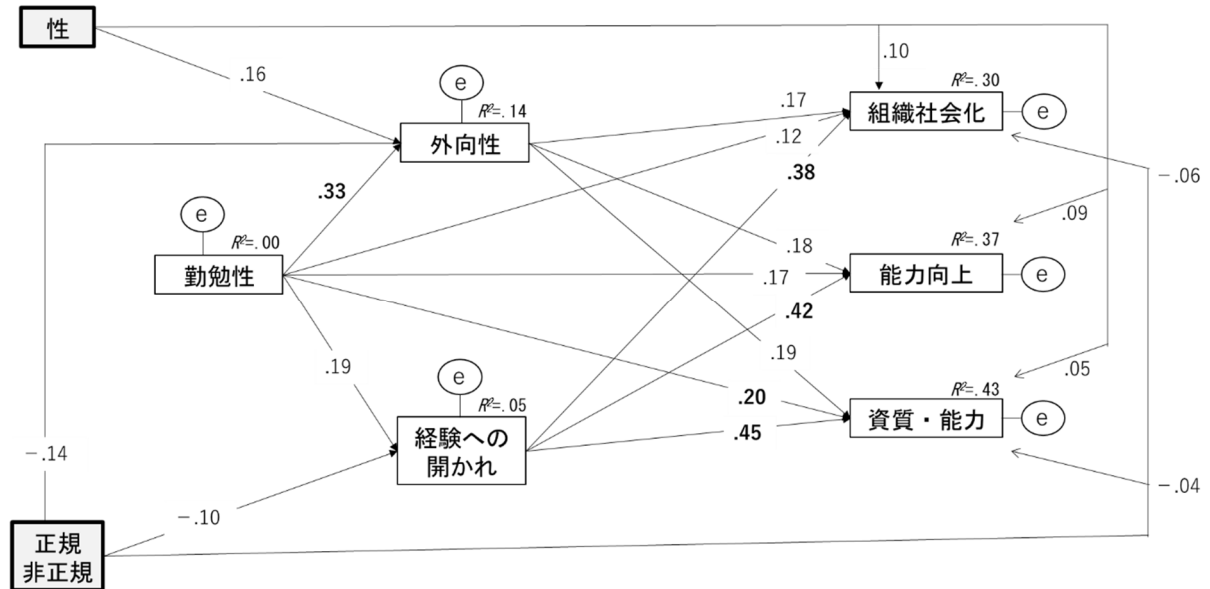 性
.16
.10
e
R²=.14
外向性
.17
R²=.30
組織社会化
e
.12
.33
.38
−.06
e
R²=.00
勤勉性
.09
.18
R²=.37
能力向上
e
.17
.42
.19
.19
.05
e
R²=.05
経験への
開かれ
.20
.45
R²=.43
資質・能力
e
−.14
−.10
−.04
正規
非正規